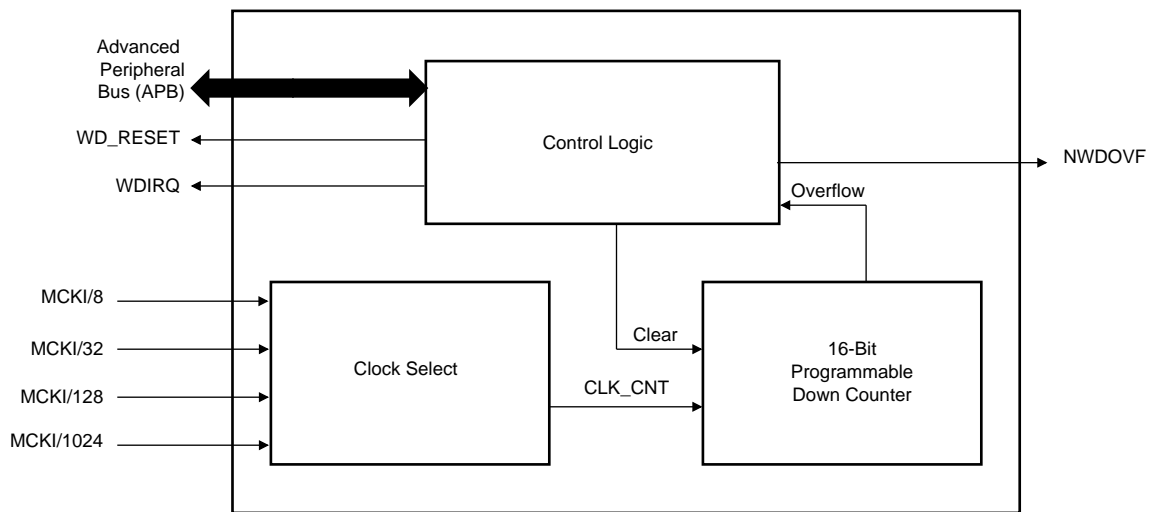 Advanced
Peripheral
Bus (APB)
WD_RESET
WDIRQ
Control Logic
NWDOVF
Overflow
MCKI/8
MCKI/32
MCKI/128
MCKI/1024
Clock Select
Clear
CLK_CNT
16-Bit
Programmable
Down Counter